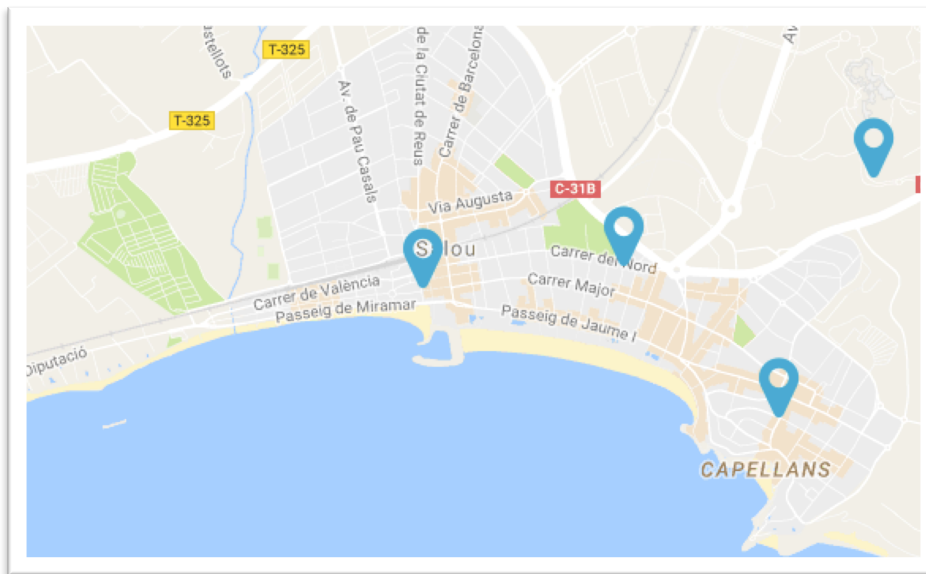 T-325
T-325
Av. de Pau Casals
de la Ciutat de Reus
Carrer de Barcelona
Via Augusta
C-31B
Carrer del Nord
Carrer de València
Carrer Major
Passeig de Miramar
Passeig de Jaume I
Diputació
CAPELLANS